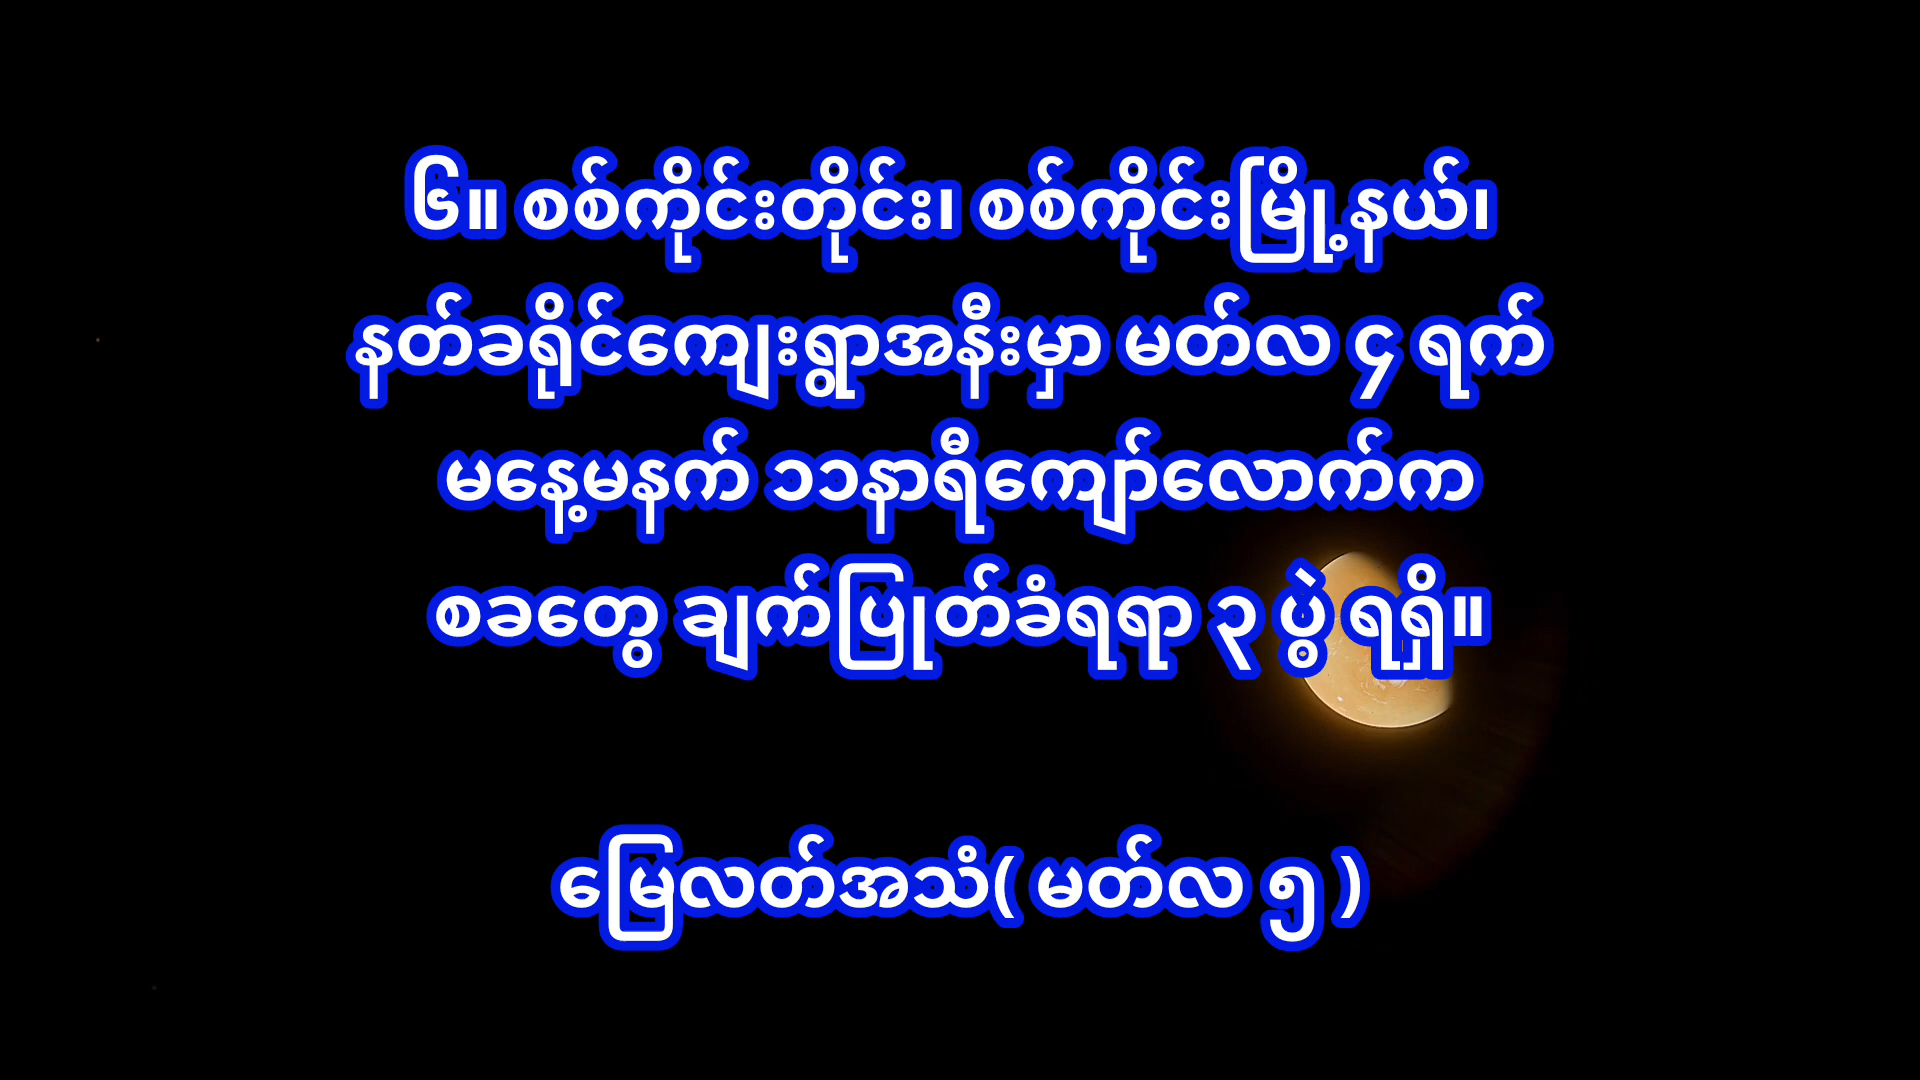 ၆။ စစ်ကိုင်းတိုင်း၊ စစ်ကိုင်းမြို့နယ်၊
နတ်ခရိုင်ကျေးရွာအနီးမှာ မတ်လ ၄ ရက်
မနေ့မနက် ၁၁နာရီကျော်လောက်က
စခတွေ ချက်ပြုတ်ခံရရာ ၃ ပွဲ ရရှိ။
မြေလတ်အသံ( မတ်လ ၅ )